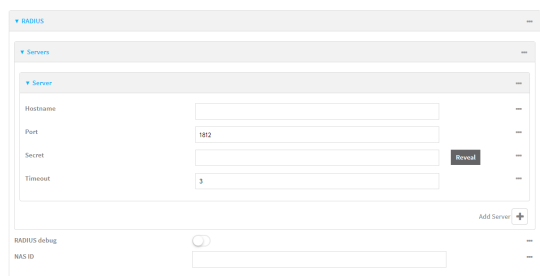 RADIUS
Servers
Server
Hostname
Port 1812
Secret Reveal
Timeout 3
Add Server
RADIUS debug
NAS ID